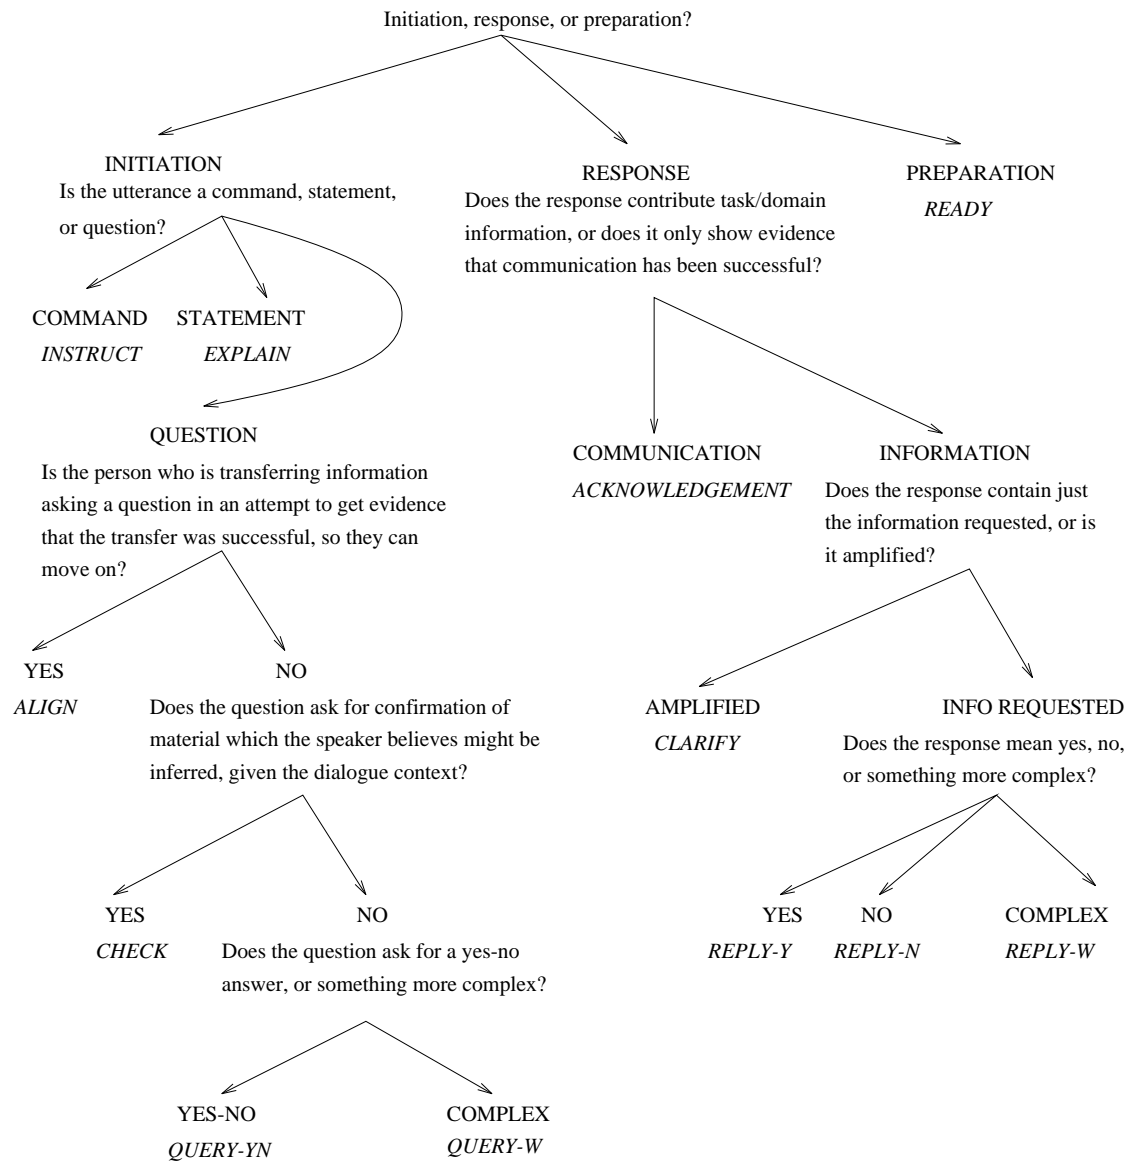 Initiation, response, or preparation?
INITIATION
Is the utterance a command, statement,
or question?
RESPONSE
Does the response contribute task/domain
information, or does it only show evidence
that communication has been successful?
PREPARATION
READY
COMMAND
INSTRUCT
STATEMENT
EXPLAIN
QUESTION
Is the person who is transferring information
asking a question in an attempt to get evidence
that the transfer was successful, so they can
move on?
COMMUNICATION
ACKNOWLEDGEMENT
INFORMATION
Does the response contain just
the information requested, or is
it amplified?
YES
ALIGN
NO
Does the question ask for confirmation of
material which the speaker believes might be
inferred, given the dialogue context?
AMPLIFIED
CLARIFY
INFO REQUESTED
Does the response mean yes, no,
or something more complex?
YES
CHECK
NO
Does the question ask for a yes-no
answer, or something more complex?
YES
REPLY-Y
NO
REPLY-N
COMPLEX
REPLY-W
YES-NO
QUERY-YN
COMPLEX
QUERY-W